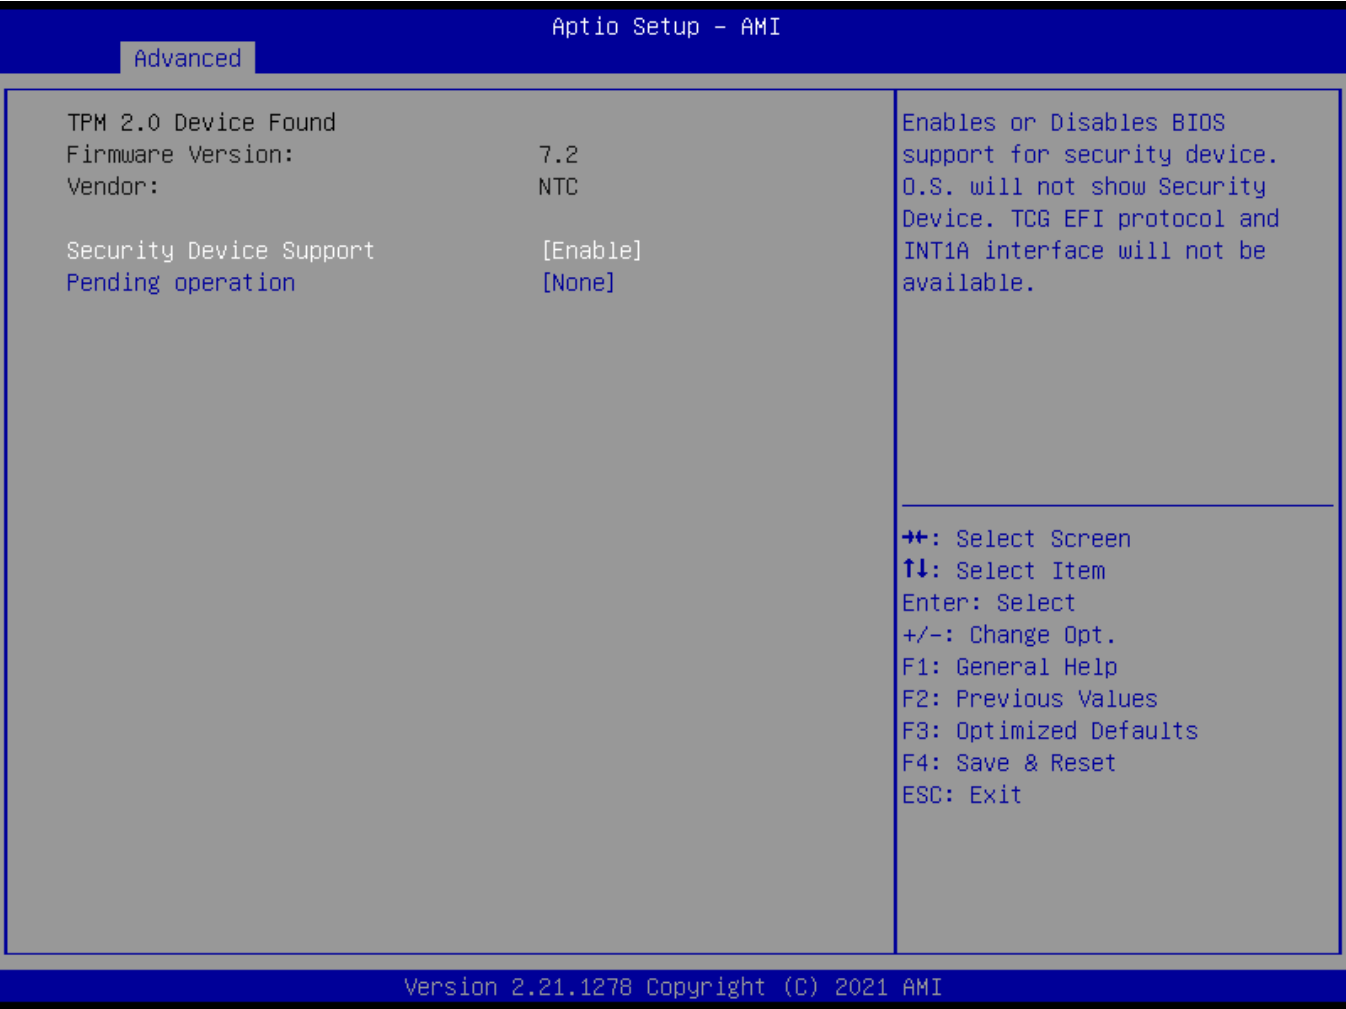 Aptio Setup – AMI
Advanced
TPM 2.0 Device Found
Firmware Version: 7.2
Vendor: NTC
Security Device Support [Enable]
Pending operation [None]
Enables or Disables BIOS
support for security device.
O.S. will not show Security
Device. TCG EFI protocol and
INT1A interface will not be
available.
→←: Select Screen
↑↓: Select Item
Enter: Select
+/-: Change Opt.
F1: General Help
F2: Previous Values
F3: Optimized Defaults
F4: Save & Reset
ESC: Exit
Version 2.21.1278 Copyright (C) 2021 AMI